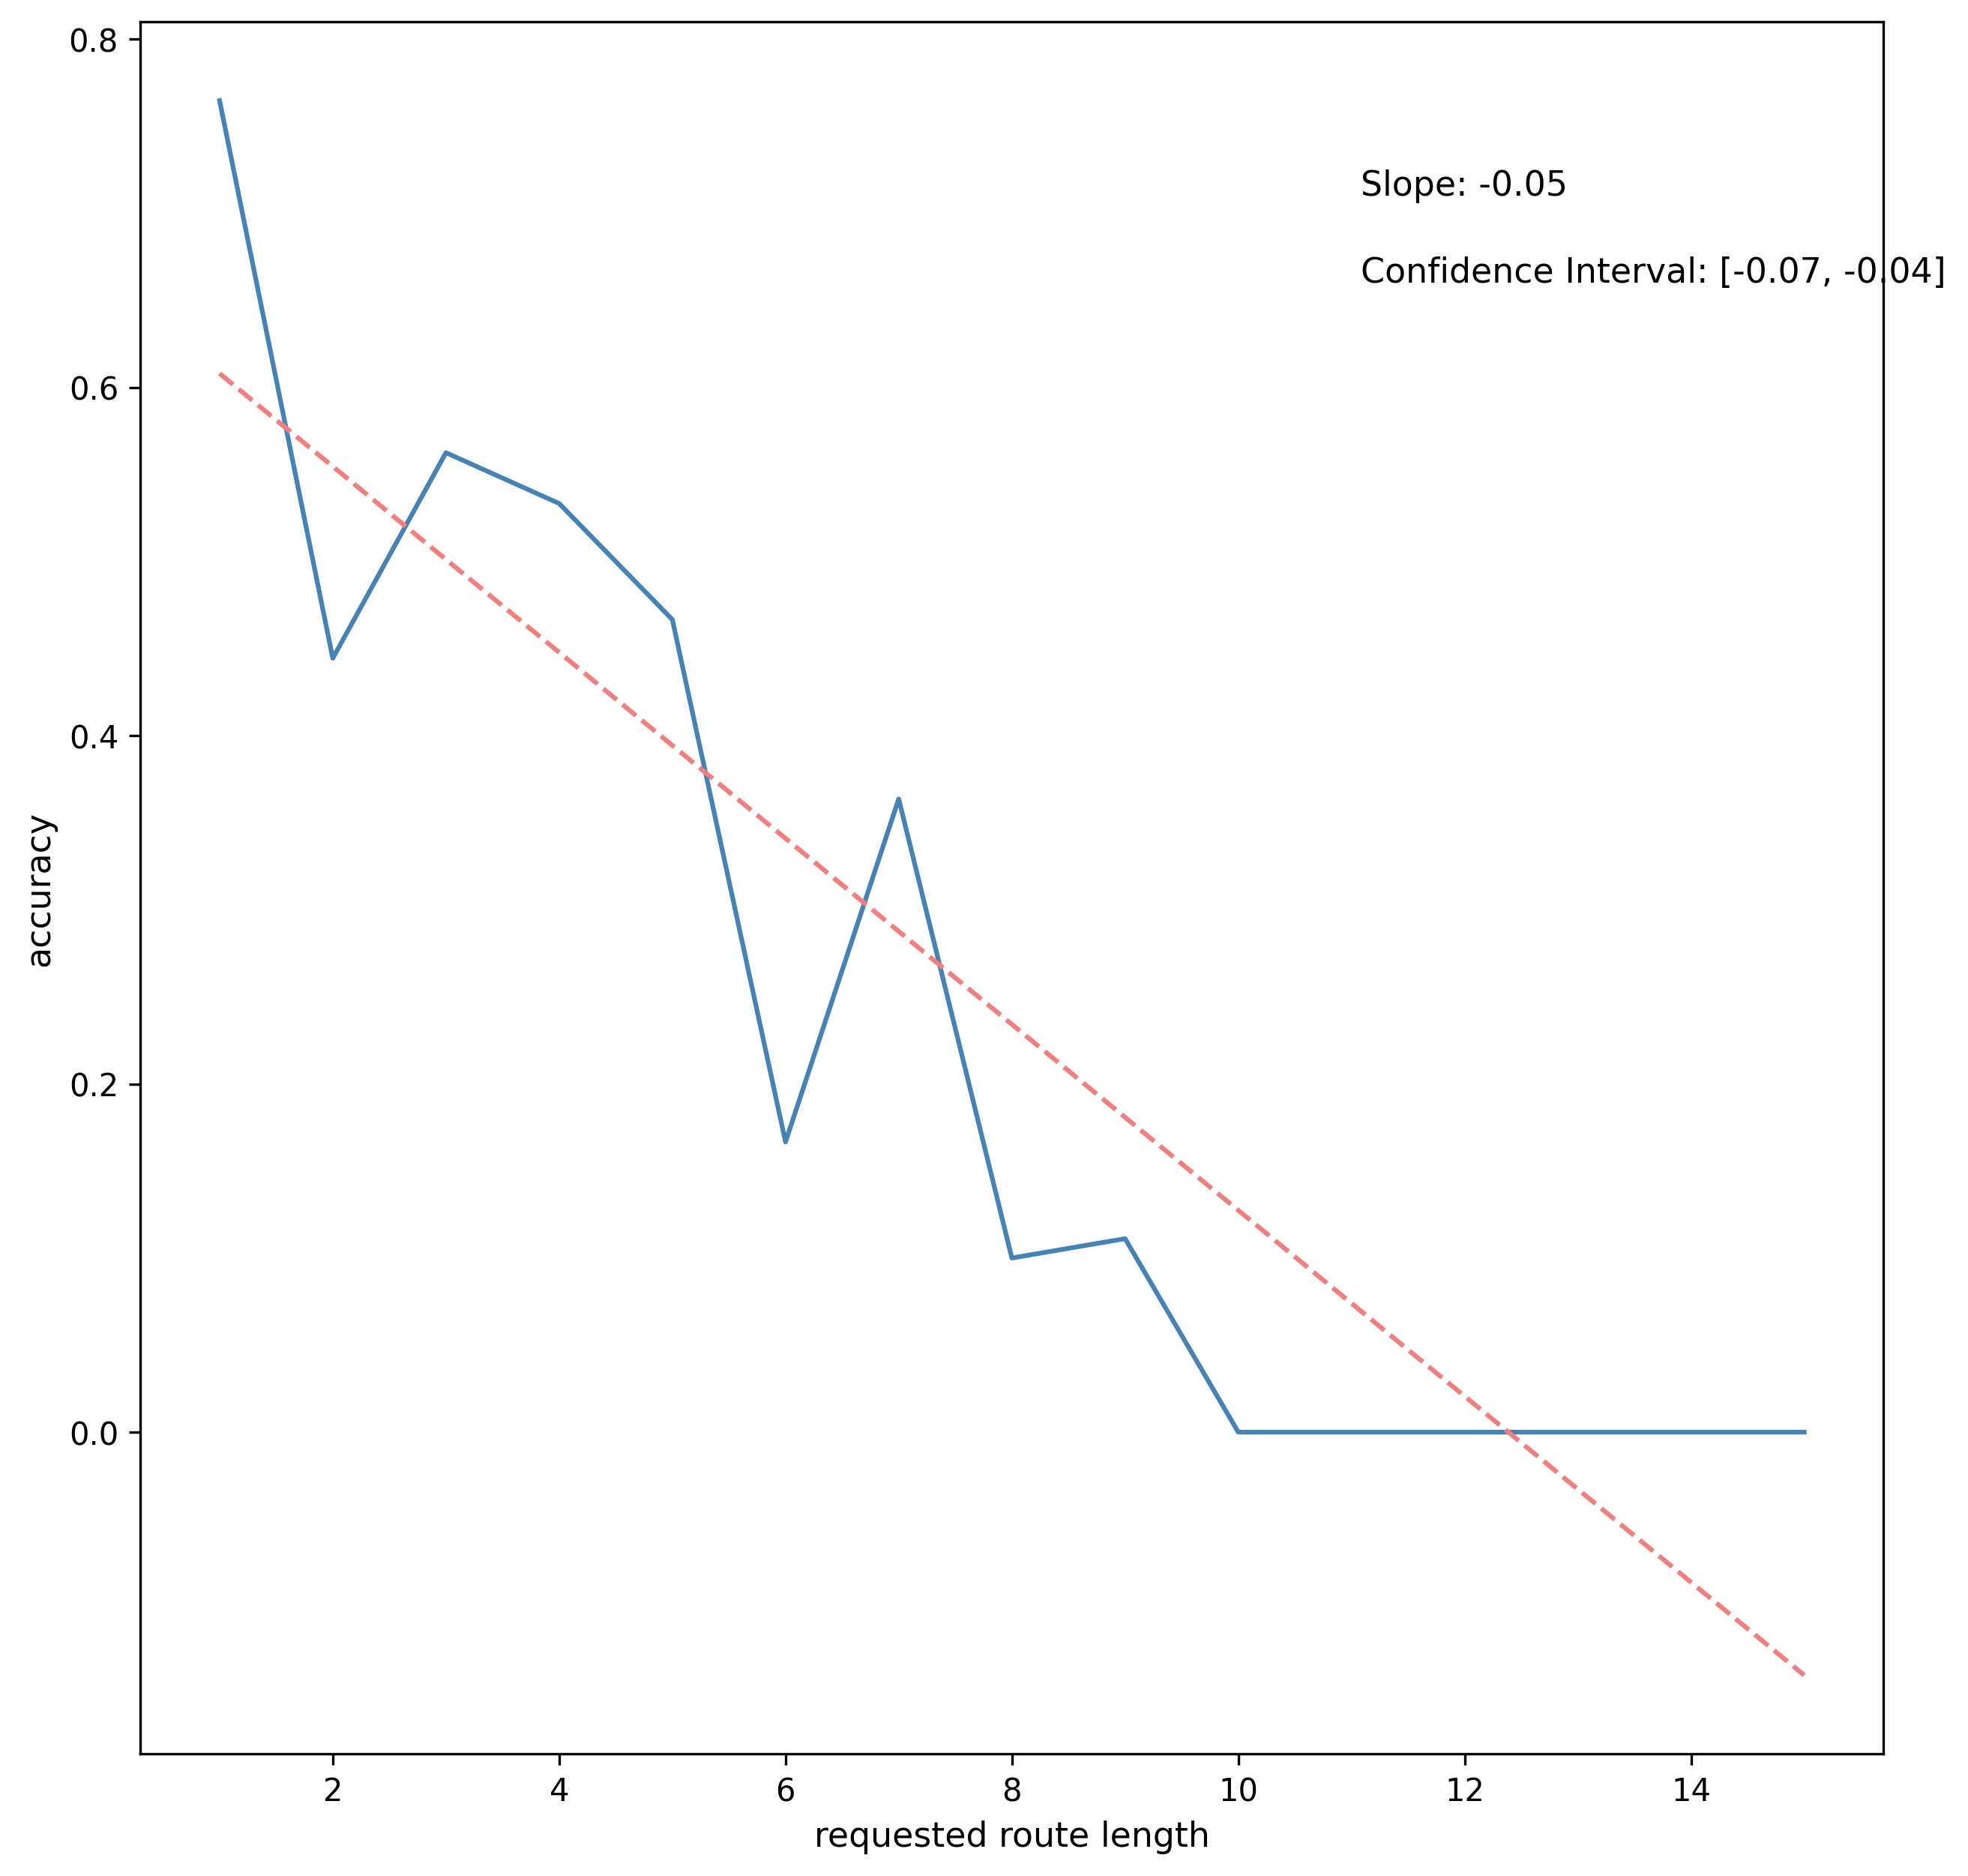 0.8
0.6
0.4
0.2
0.0
accuracy
Slope: -0.05
Confidence Interval: [-0.07, -0.04]
2 4 6 8 10 12 14
requested route length